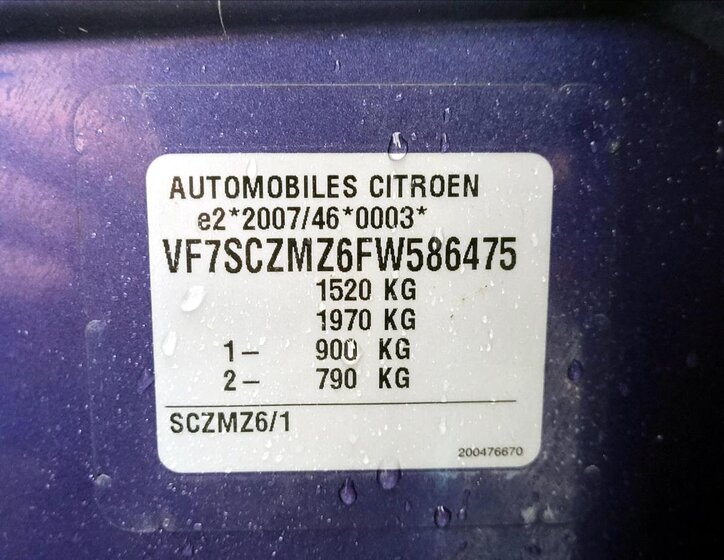 AUTOMOBILES CITROEN
e2*2007/46*0003*
VF7SCZMZ6FW586475
1520 KG
1970 KG
1– 900 KG
2– 790 KG
SCZMZ6/1
200476670